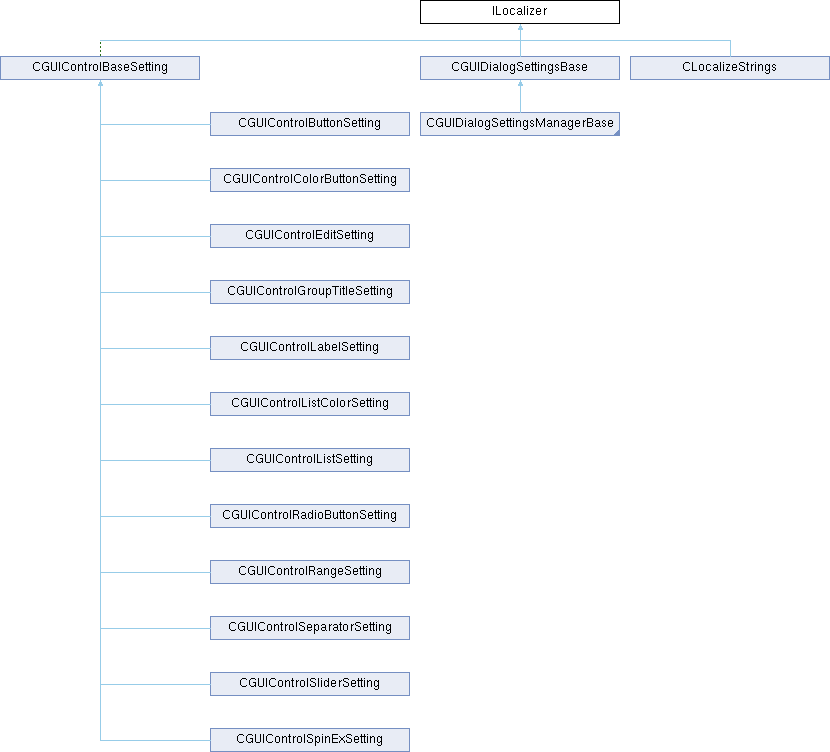 ILocalizer
CGUIControlBaseSetting
CGUIDialogSettingsBase
CLocalizeStrings
CGUIControlButtonSetting
CGUIDialogSettingsManagerBase
CGUIControlColorButtonSetting
CGUIControlEditSetting
CGUIControlGroupTitleSetting
CGUIControlLabelSetting
CGUIControlListColorSetting
CGUIControlListSetting
CGUIControlRadioButtonSetting
CGUIControlRangeSetting
CGUIControlSeparatorSetting
CGUIControlSliderSetting
CGUIControlSpinExSetting